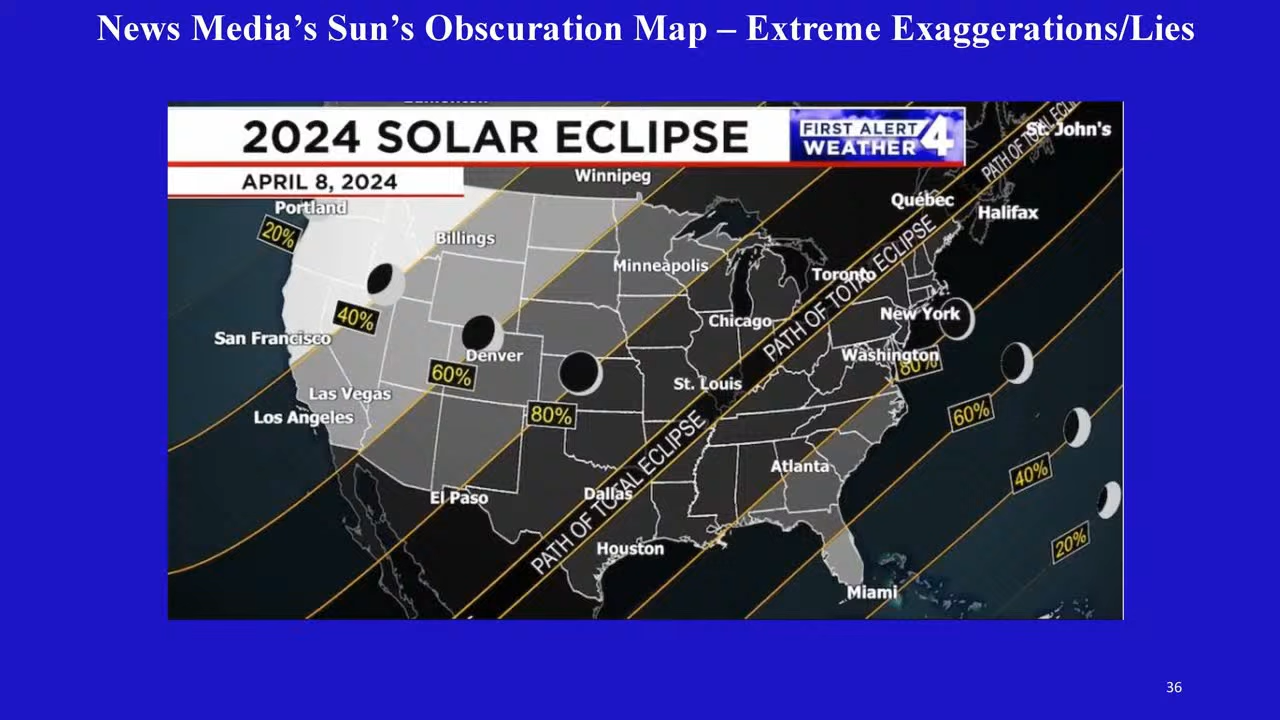 News Media’s Sun’s Obscuration Map – Extreme Exaggerations/Lies
2024 SOLAR ECLIPSE
FIRST ALERT
WEATHER 4
APRIL 8, 2024
St. John's
PATH OF TOTAL ECLIPSE
Winnipeg
Québec
Halifax
Portland
20%
Billings
Minneapolis
Toronto
40%
San Francisco
Chicago
New York
PATH OF TOTAL ECLIPSE
Denver
60%
Washington
80%
St. Louis
Las Vegas
Los Angeles
80%
60%
Atlanta
40%
El Paso
Dallas
PATH OF TOTAL ECLIPSE
Houston
20%
Miami
36